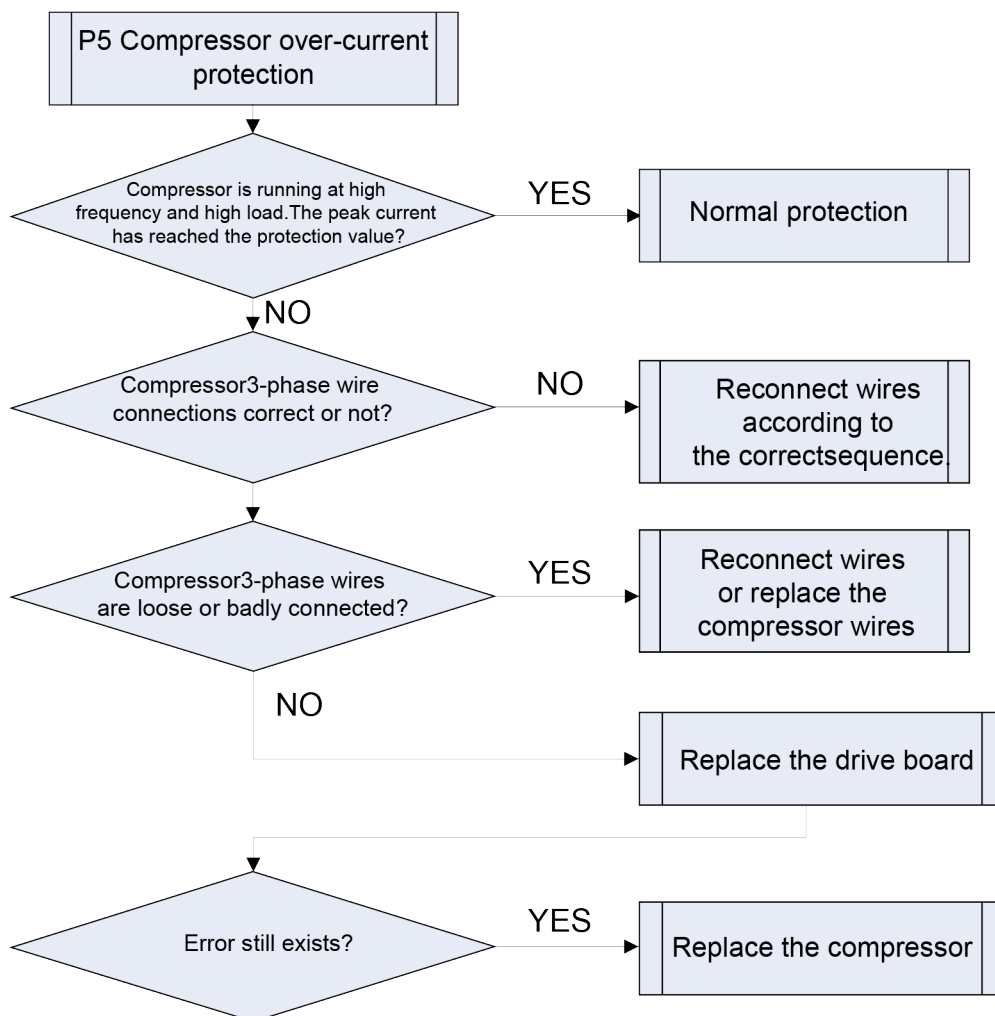 P5 Compressor over-current
protection
Compressor is running at high
frequency and high load.The peak current
has reached the protection value?
YES
Normal protection
NO
Compressor3-phase wire
connections correct or not?
NO
Reconnect wires
according to
the correctsequence.
Compressor3-phase wires
are loose or badly connected?
YES
Reconnect wires
or replace the
compressor wires
NO
Replace the drive board
Error still exists?
YES
Replace the compressor